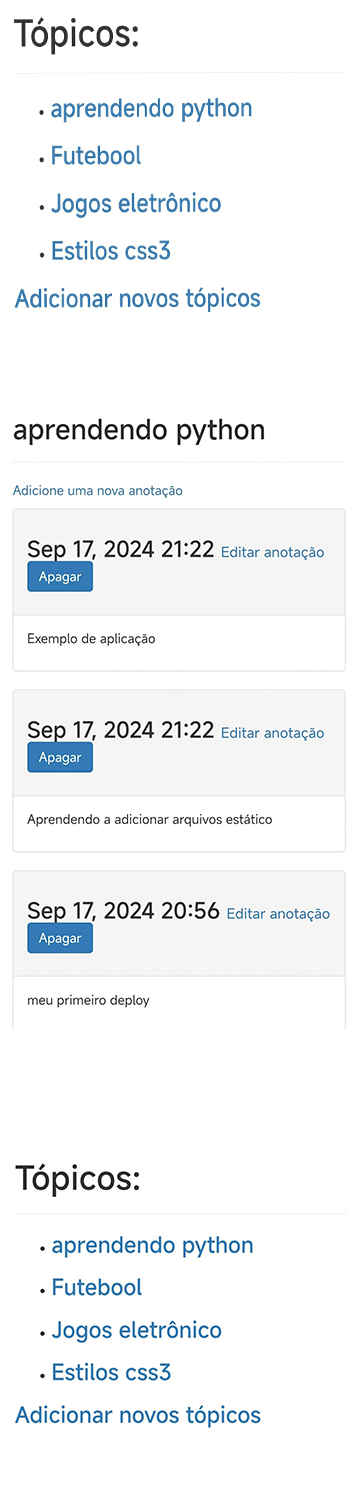 Tópicos:
aprendendo python
Futebool
Jogos eletrônico
Estilos css3
Adicionar novos tópicos
aprendendo python
Adicione uma nova anotação
Sep 17, 2024 21:22 Editar anotação
Apagar
Exemplo de aplicação
Sep 17, 2024 21:22 Editar anotação
Apagar
Aprendendo a adicionar arquivos estático
Sep 17, 2024 20:56 Editar anotação
Apagar
meu primeiro deploy
Tópicos:
aprendendo python
Futebool
Jogos eletrônico
Estilos css3
Adicionar novos tópicos